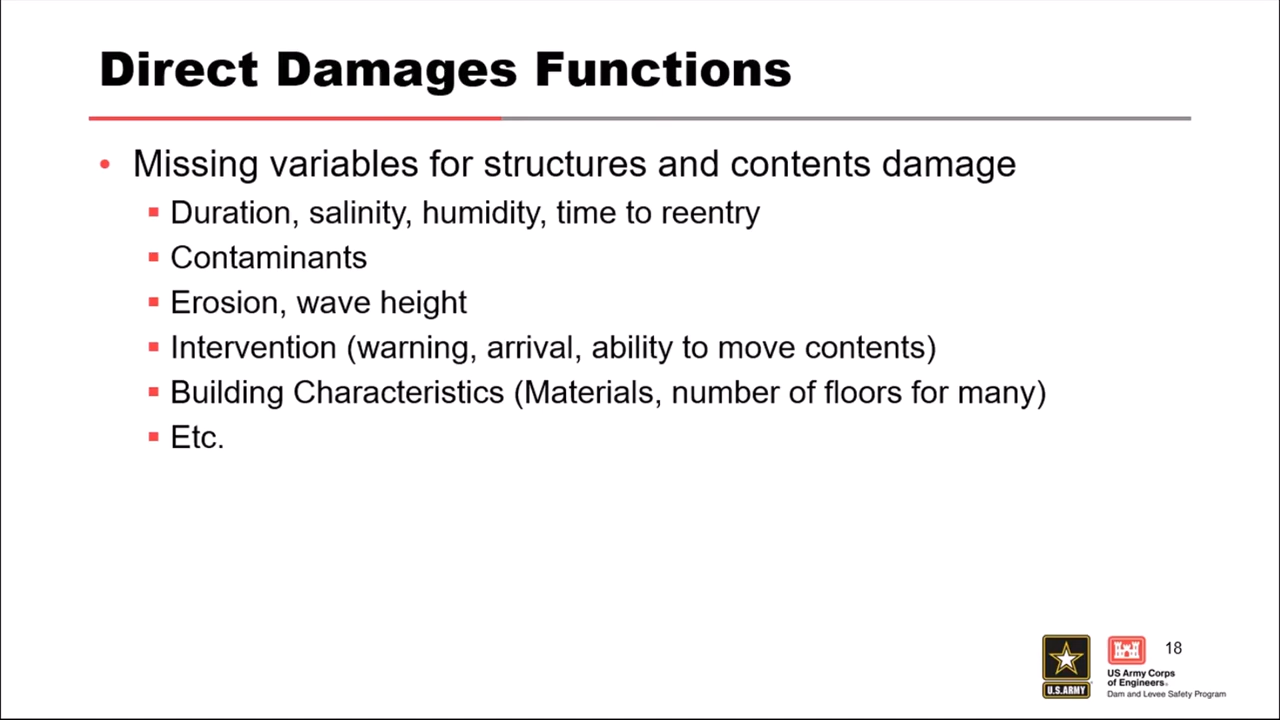 Direct Damages Functions
• Missing variables for structures and contents damage
▪ Duration, salinity, humidity, time to reentry
▪ Contaminants
▪ Erosion, wave height
▪ Intervention (warning, arrival, ability to move contents)
▪ Building Characteristics (Materials, number of floors for many)
▪ Etc.
18
U.S.ARMY
US Army Corps
of Engineers®
Dam and Levee Safety Program